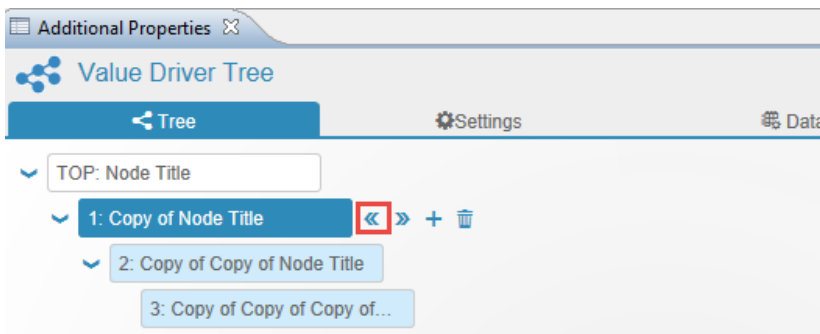 Additional Properties
Value Driver Tree
Tree Settings Data
TOP: Node Title
1: Copy of Node Title
2: Copy of Copy of Node Title
3: Copy of Copy of Copy of...